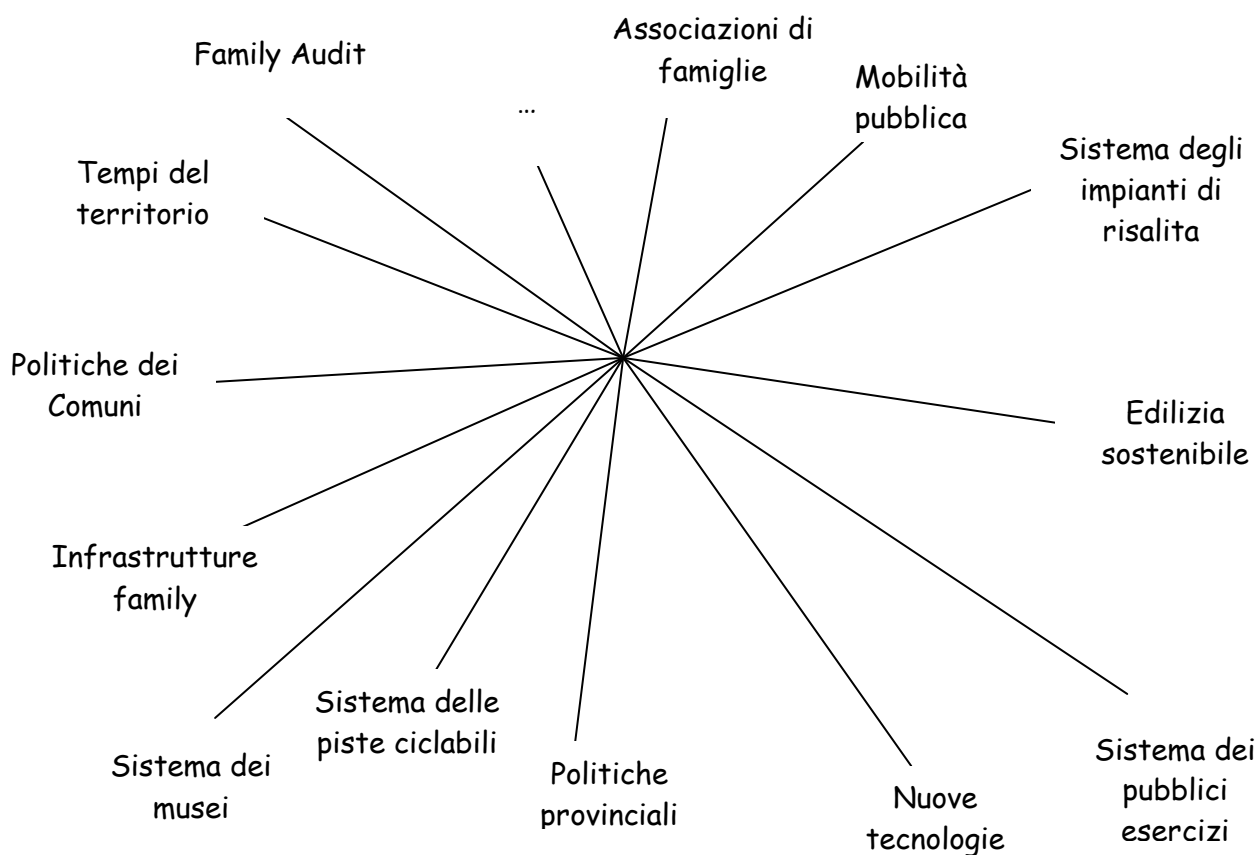 Family Audit
Associazioni di
famiglie
...
Mobilità
pubblica
Sistema degli
impianti di
risalita
Tempi del
territorio
Politiche dei
Comuni
Edilizia
sostenibile
Infrastrutture
family
Sistema delle
piste ciclabili
Sistema dei
musei
Politiche
provinciali
Nuove
tecnologie
Sistema dei
pubblici
esercizi